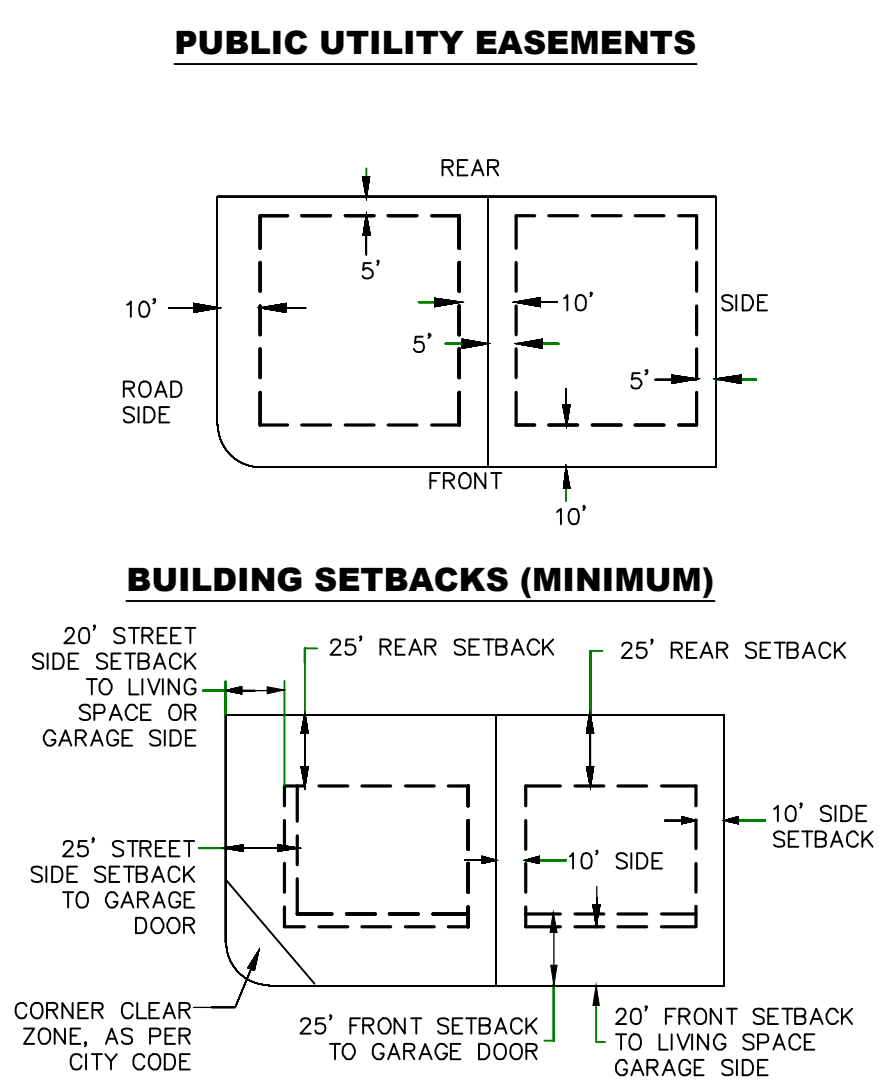 PUBLIC UTILITY EASEMENTS
REAR
5'
10'
10'
SIDE
5'
5'
ROAD
SIDE
FRONT
10'
BUILDING SETBACKS (MINIMUM)
20' STREET
SIDE SETBACK
TO LIVING
SPACE OR
GARAGE SIDE
25' REAR SETBACK
25' REAR SETBACK
10' SIDE
SETBACK
25' STREET
SIDE SETBACK
TO GARAGE
DOOR
10' SIDE
CORNER CLEAR
ZONE, AS PER
CITY CODE
25' FRONT SETBACK
TO GARAGE DOOR
20' FRONT SETBACK
TO LIVING SPACE
GARAGE SIDE